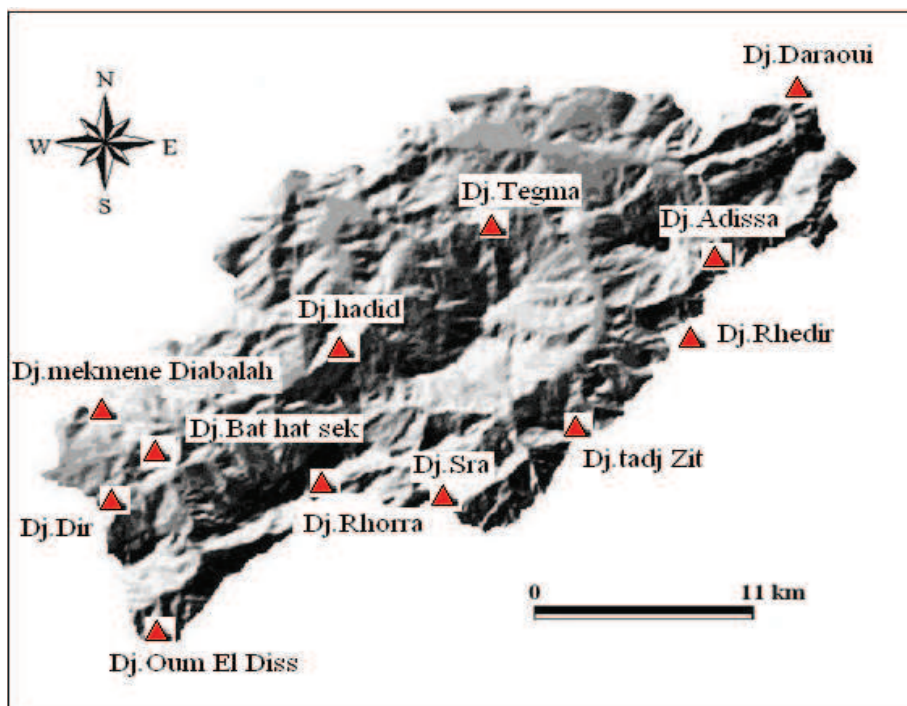 Dj.Daraoui
N
W E
S
Dj.Tegma
Dj.Adissa
Dj.hadid
Dj.Rhedir
Dj.mekmene Diabalah
Dj.Bat hat sek
Dj.Sra
Dj.tadj Zit
Dj.Dir
Dj.Rhorra
0 11 km
Dj.Oum El Diss